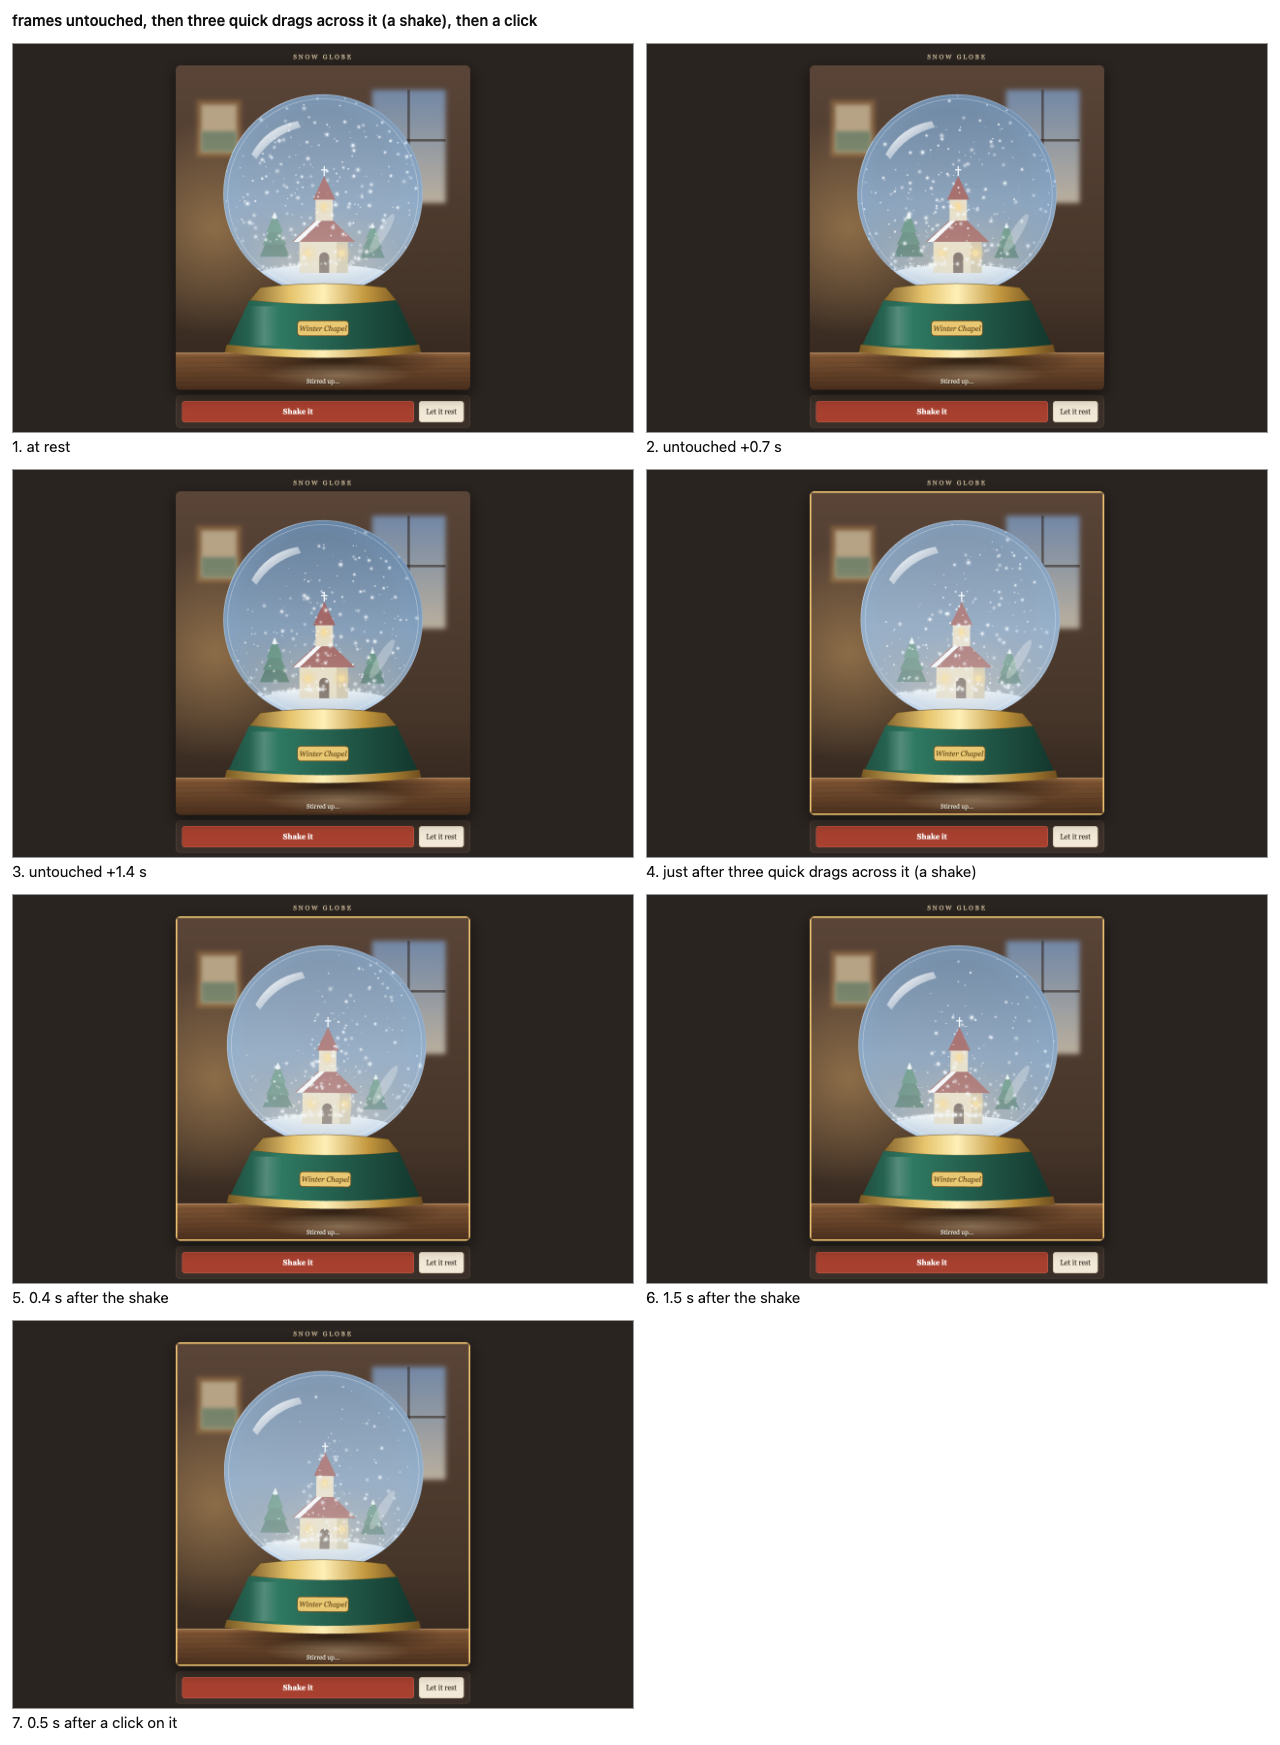 frames untouched, then three quick drags across it (a shake), then a click
SNOW GLOBE
Winter Chapel
Stirred up...
Shake it
Let it rest
1. at rest
SNOW GLOBE
Winter Chapel
Stirred up...
Shake it
Let it rest
2. untouched +0.7 s
SNOW GLOBE
Winter Chapel
Stirred up...
Shake it
Let it rest
3. untouched +1.4 s
SNOW GLOBE
Winter Chapel
Stirred up...
Shake it
Let it rest
4. just after three quick drags across it (a shake)
SNOW GLOBE
Winter Chapel
Stirred up...
Shake it
Let it rest
5. 0.4 s after the shake
SNOW GLOBE
Winter Chapel
Stirred up...
Shake it
Let it rest
6. 1.5 s after the shake
SNOW GLOBE
Winter Chapel
Stirred up...
Shake it
Let it rest
7. 0.5 s after a click on it